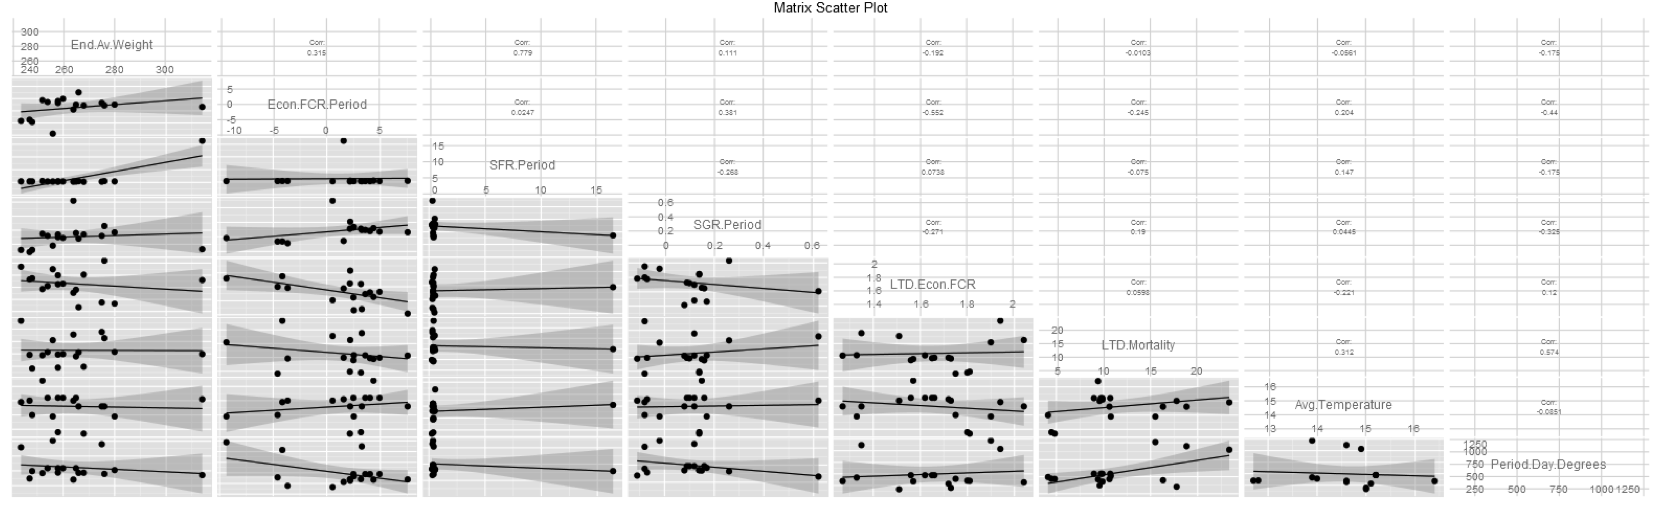 Matrix Scatter Plot
300
280
260
End.Av.Weight
240 260 280 300
Corr:
0.315
Corr:
0.779
Corr:
0.111
Corr:
-0.192
Corr:
-0.0103
Corr:
-0.0561
Corr:
-0.175
5
0
-5
Econ.FCR.Period
-10 -5 0 5
Corr:
0.0247
Corr:
0.381
Corr:
-0.552
Corr:
-0.245
Corr:
0.204
Corr:
-0.44
15
10
5
0
SFR.Period
5 10 15
Corr:
-0.268
Corr:
0.0738
Corr:
-0.075
Corr:
0.147
Corr:
-0.175
0.6
0.4
0.2
SGR.Period
0 0.2 0.4 0.6
Corr:
-0.271
Corr:
0.19
Corr:
0.0445
Corr:
-0.325
2
1.8
1.6
LTD.Econ.FCR
1.4 1.6 1.8 2
Corr:
0.0598
Corr:
-0.221
Corr:
0.12
20
15
10
LTD.Mortality
5 10 15 20
Corr:
0.312
Corr:
0.574
16
15
14
Avg.Temperature
13 14 15 16
Corr:
-0.0851
1250
1000
750
500
Period.Day.Degrees
250 500 750 1000 1250